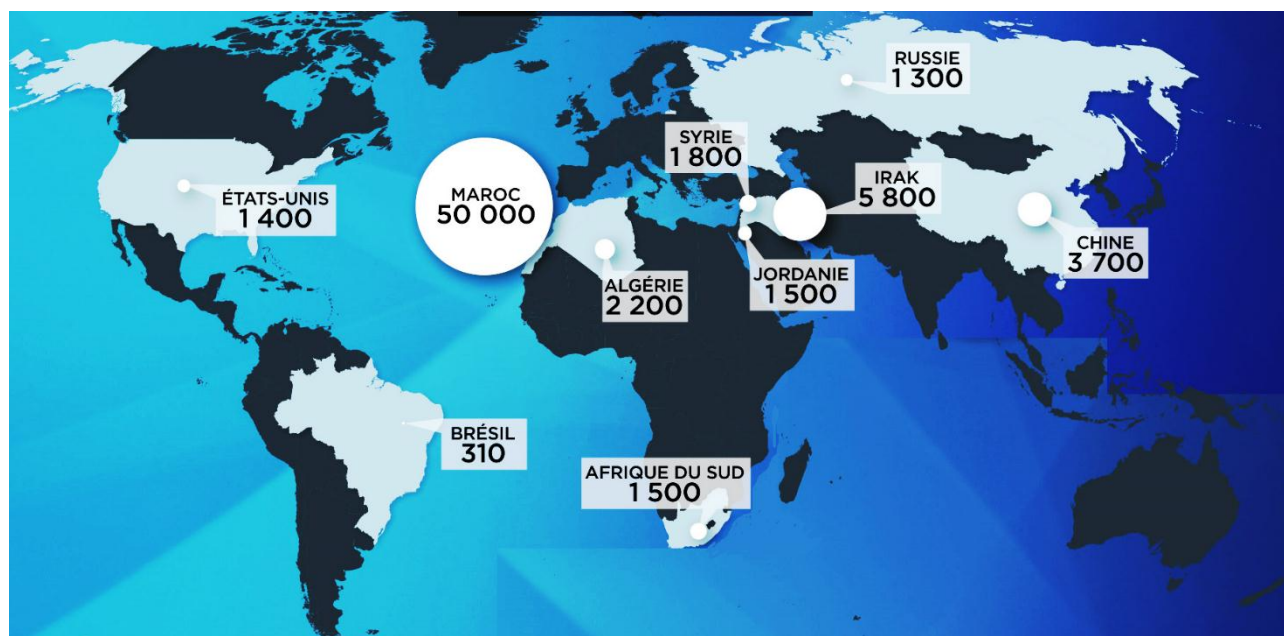 RUSSIE
1 300
SYRIE
1 800
IRAK
5 800
ÉTATS-UNIS
1 400
MAROC
50 000
CHINE
3 700
ALGÉRIE
2 200
JORDANIE
1 500
BRÉSIL
310
AFRIQUE DU SUD
1 500